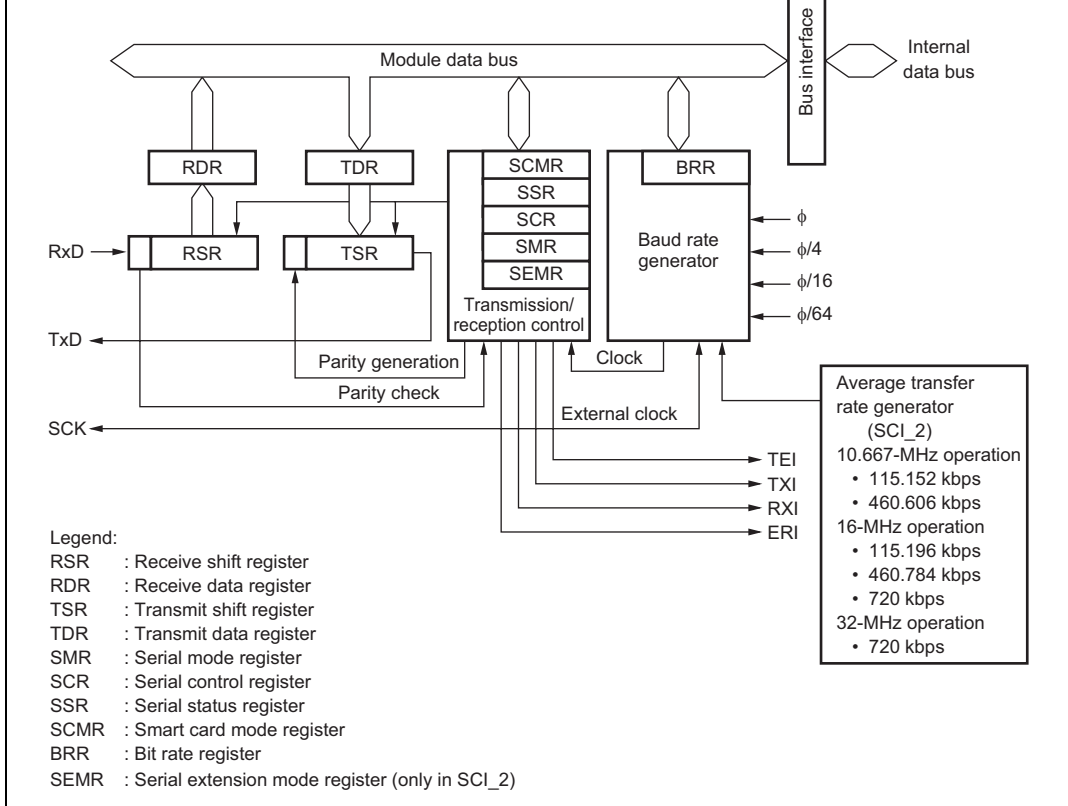 Bus interface
Module data bus
Internal
data bus
RDR
TDR
SCMR
SSR
SCR
SMR
SEMR
Transmission/
reception control
BRR
Baud rate
generator
ϕ
ϕ/4
ϕ/16
ϕ/64
RxD
RSR
TSR
TxD
Parity generation
Parity check
Clock
External clock
SCK
TEI
TXI
RXI
ERI
Average transfer
rate generator
(SCI_2)
10.667-MHz operation
• 115.152 kbps
• 460.606 kbps
16-MHz operation
• 115.196 kbps
• 460.784 kbps
• 720 kbps
32-MHz operation
• 720 kbps
Legend:
RSR : Receive shift register
RDR : Receive data register
TSR : Transmit shift register
TDR : Transmit data register
SMR : Serial mode register
SCR : Serial control register
SSR : Serial status register
SCMR : Smart card mode register
BRR : Bit rate register
SEMR : Serial extension mode register (only in SCI_2)